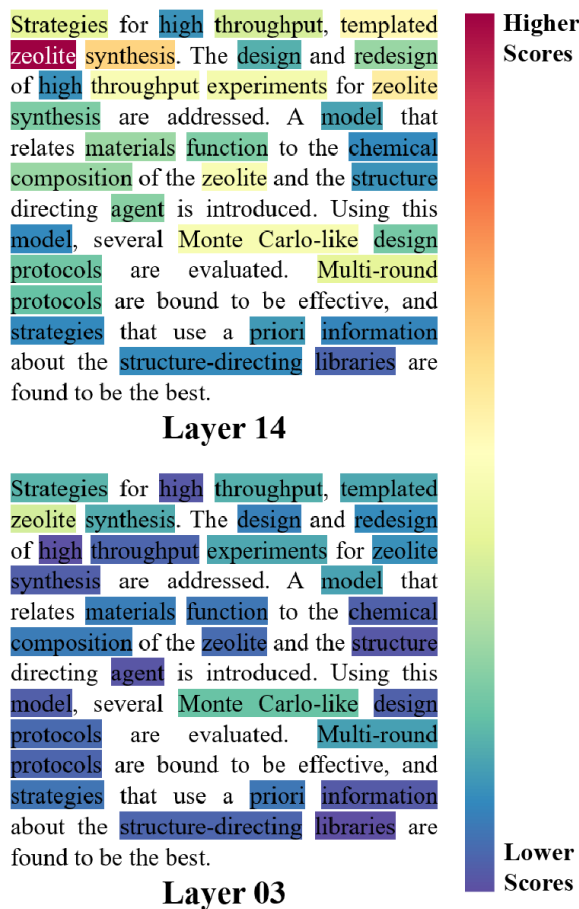 Strategies for high throughput, templated
zeolite synthesis. The design and redesign
of high throughput experiments for zeolite
synthesis are addressed. A model that
relates materials function to the chemical
composition of the zeolite and the structure
directing agent is introduced. Using this
model, several Monte Carlo-like design
protocols are evaluated. Multi-round
protocols are bound to be effective, and
strategies that use a priori information
about the structure-directing libraries are
found to be the best.
Layer 14
Strategies for high throughput, templated
zeolite synthesis. The design and redesign
of high throughput experiments for zeolite
synthesis are addressed. A model that
relates materials function to the chemical
composition of the zeolite and the structure
directing agent is introduced. Using this
model, several Monte Carlo-like design
protocols are evaluated. Multi-round
protocols are bound to be effective, and
strategies that use a priori information
about the structure-directing libraries are
found to be the best.
Layer 03
Higher
Scores
Lower
Scores